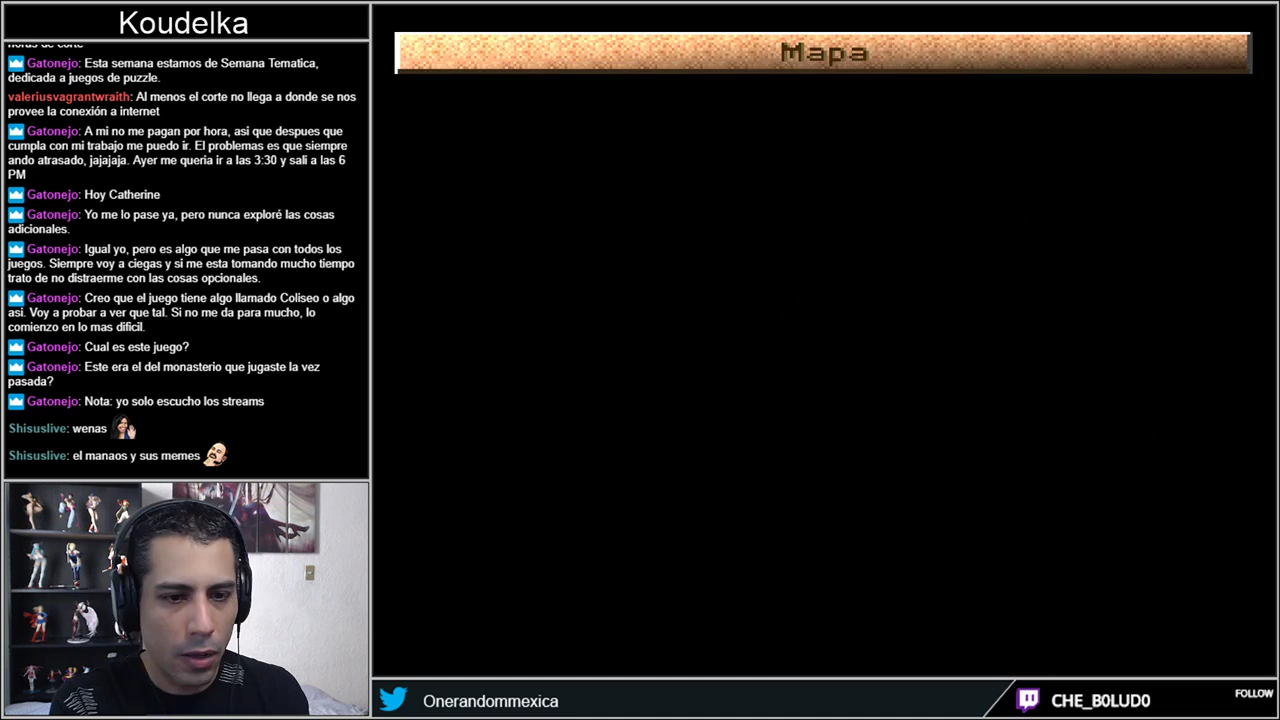 Koudelka
Gatonejo: Esta semana estamos de Semana Tematica,
dedicada a juegos de puzzle.
valeriusvagrantwraith: Al menos el corte no llega a donde se nos
provee la conexión a internet
Gatonejo: A mi no me pagan por hora, asi que despues que
cumpla con mi trabajo me puedo ir. El problemas es que siempre
ando atrasado, jajajaja. Ayer me queria ir a las 3:30 y sali a las 6
PM
Gatonejo: Hoy Catherine
Gatonejo: Yo me lo pase ya, pero nunca exploré las cosas
adicionales.
Gatonejo: Igual yo, pero es algo que me pasa con todos los
juegos. Siempre voy a ciegas y si me esta tomando mucho tiempo
trato de no distraerme con las cosas opcionales.
Gatonejo: Creo que el juego tiene algo llamado Coliseo o algo
asi. Voy a probar a ver que tal. Si no me da para mucho, lo
comienzo en lo mas dificil.
Gatonejo: Cual es este juego?
Gatonejo: Este era el del monasterio que jugaste la vez
pasada?
Gatonejo: Nota: yo solo escucho los streams
Shisuslive: wenas
Shisuslive: el manaos y sus memes
Mapa
Onerandommexica
CHE_B0LUD0
FOLLOW